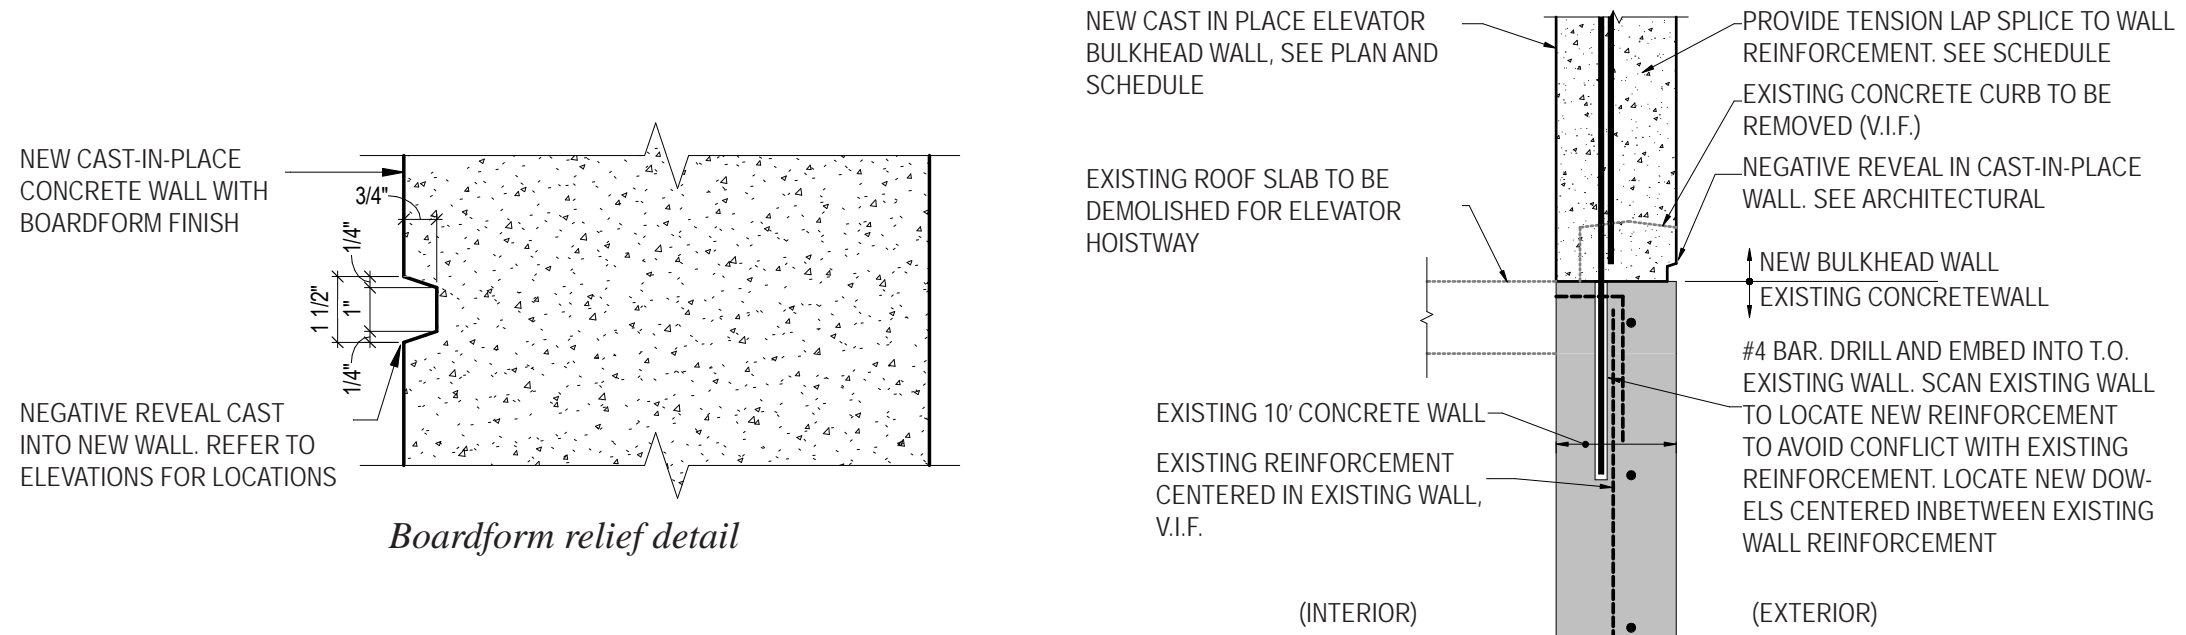 NEW CAST-IN-PLACE
CONCRETE WALL WITH
BOARDFORM FINISH
3/4"
1/4"
1 1/2"
1"
1/4"
NEGATIVE REVEAL CAST
INTO NEW WALL. REFER TO
ELEVATIONS FOR LOCATIONS
Boardform relief detail
NEW CAST IN PLACE ELEVATOR
BULKHEAD WALL, SEE PLAN AND
SCHEDULE
EXISTING ROOF SLAB TO BE
DEMOLISHED FOR ELEVATOR
HOISTWAY
EXISTING 10' CONCRETE WALL
EXISTING REINFORCEMENT
CENTERED IN EXISTING WALL,
V.I.F.
(INTERIOR)
PROVIDE TENSION LAP SPLICE TO WALL
REINFORCEMENT. SEE SCHEDULE
EXISTING CONCRETE CURB TO BE
REMOVED (V.I.F.)
NEGATIVE REVEAL IN CAST-IN-PLACE
WALL. SEE ARCHITECTURAL
NEW BULKHEAD WALL
EXISTING CONCRETEWALL
#4 BAR. DRILL AND EMBED INTO T.O.
EXISTING WALL. SCAN EXISTING WALL
TO LOCATE NEW REINFORCEMENT
TO AVOID CONFLICT WITH EXISTING
REINFORCEMENT. LOCATE NEW DOW-
ELS CENTERED INBETWEEN EXISTING
WALL REINFORCEMENT
(EXTERIOR)